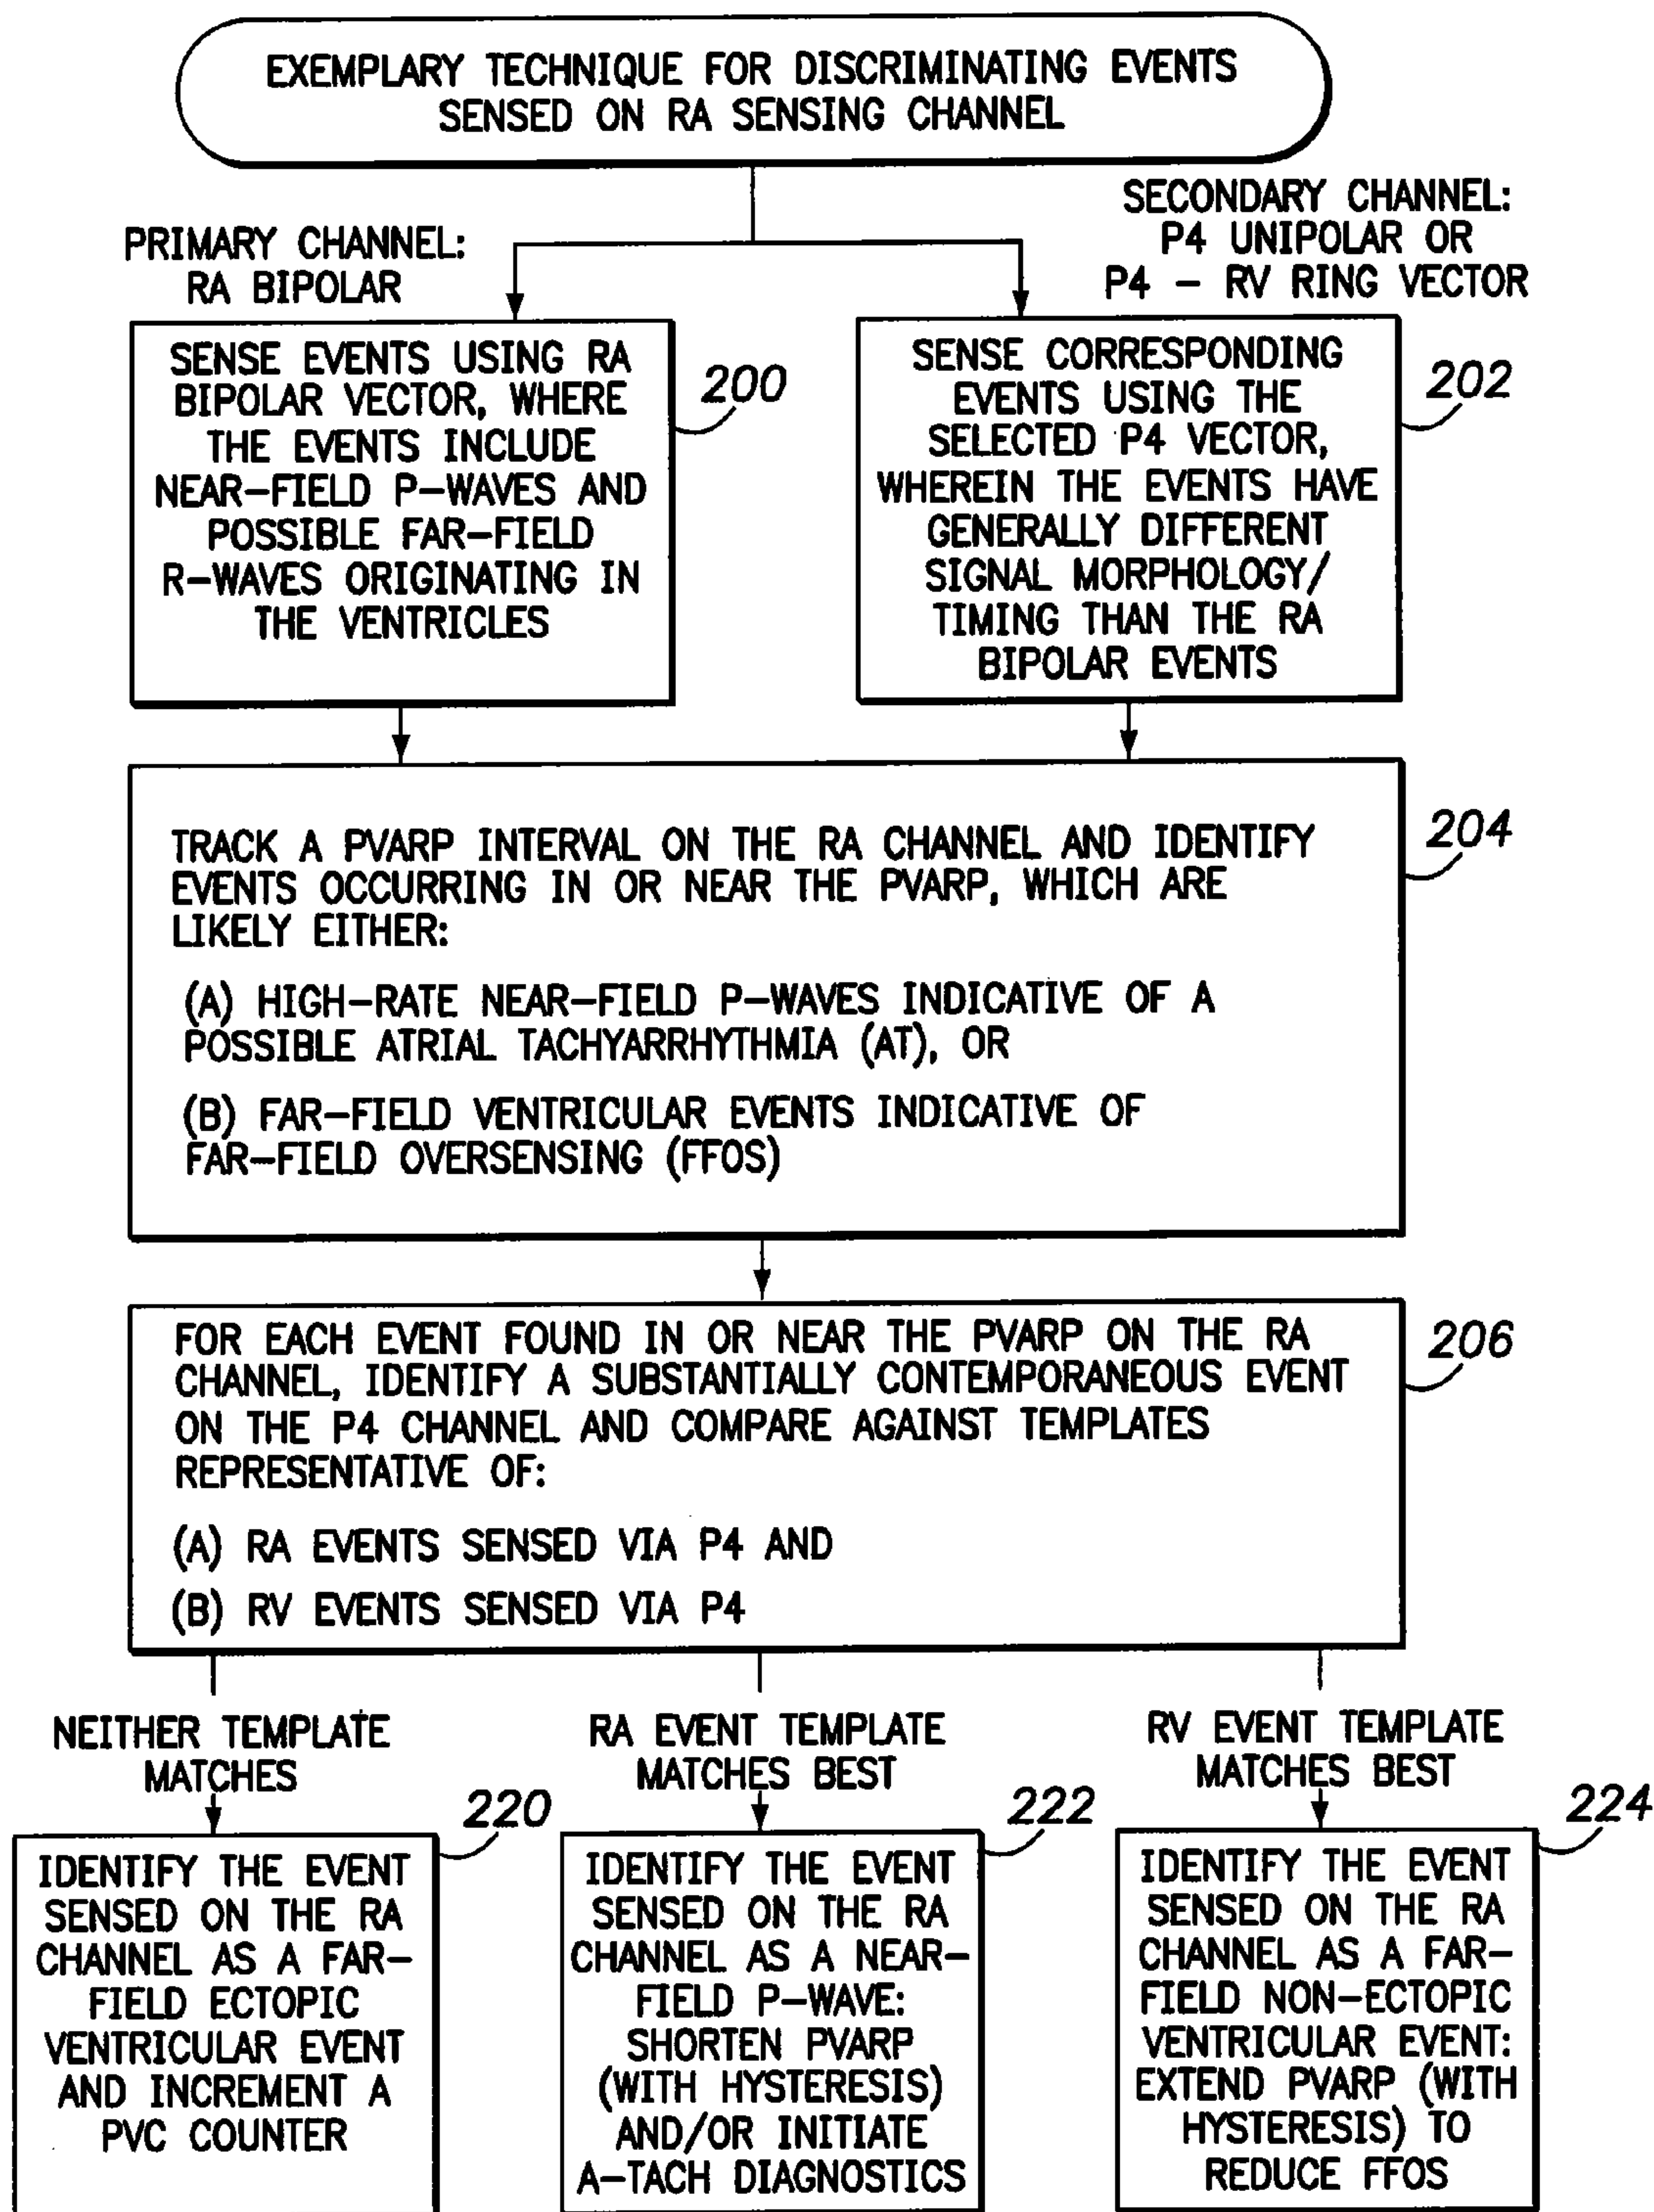 EXEMPLARY TECHNIQUE FOR DISCRIMINATING EVENTS
SENSED ON RA SENSING CHANNEL
PRIMARY CHANNEL:
RA BIPOLAR
SECONDARY CHANNEL:
P4 UNIPOLAR OR
P4 – RV RING VECTOR
SENSE EVENTS USING RA
BIPOLAR VECTOR, WHERE
THE EVENTS INCLUDE
NEAR–FIELD P–WAVES AND
POSSIBLE FAR–FIELD
R–WAVES ORIGINATING IN
THE VENTRICLES
200
SENSE CORRESPONDING
EVENTS USING THE
SELECTED P4 VECTOR,
WHEREIN THE EVENTS HAVE
GENERALLY DIFFERENT
SIGNAL MORPHOLOGY/
TIMING THAN THE RA
BIPOLAR EVENTS
202
TRACK A PVARP INTERVAL ON THE RA CHANNEL AND IDENTIFY
EVENTS OCCURRING IN OR NEAR THE PVARP, WHICH ARE
LIKELY EITHER:
(A) HIGH–RATE NEAR–FIELD P–WAVES INDICATIVE OF A
POSSIBLE ATRIAL TACHYARRHYTHMIA (AT), OR
(B) FAR–FIELD VENTRICULAR EVENTS INDICATIVE OF
FAR–FIELD OVERSENSING (FFOS)
204
FOR EACH EVENT FOUND IN OR NEAR THE PVARP ON THE RA
CHANNEL, IDENTIFY A SUBSTANTIALLY CONTEMPORANEOUS EVENT
ON THE P4 CHANNEL AND COMPARE AGAINST TEMPLATES
REPRESENTATIVE OF:
(A) RA EVENTS SENSED VIA P4 AND
(B) RV EVENTS SENSED VIA P4
206
NEITHER TEMPLATE
MATCHES
RA EVENT TEMPLATE
MATCHES BEST
RV EVENT TEMPLATE
MATCHES BEST
IDENTIFY THE EVENT
SENSED ON THE RA
CHANNEL AS A FAR–
FIELD ECTOPIC
VENTRICULAR EVENT
AND INCREMENT A
PVC COUNTER
220
IDENTIFY THE EVENT
SENSED ON THE RA
CHANNEL AS A NEAR–
FIELD P–WAVE:
SHORTEN PVARP
(WITH HYSTERESIS)
AND/OR INITIATE
A–TACH DIAGNOSTICS
222
IDENTIFY THE EVENT
SENSED ON THE RA
CHANNEL AS A FAR–
FIELD NON–ECTOPIC
VENTRICULAR EVENT:
EXTEND PVARP (WITH
HYSTERESIS) TO
REDUCE FFOS
224